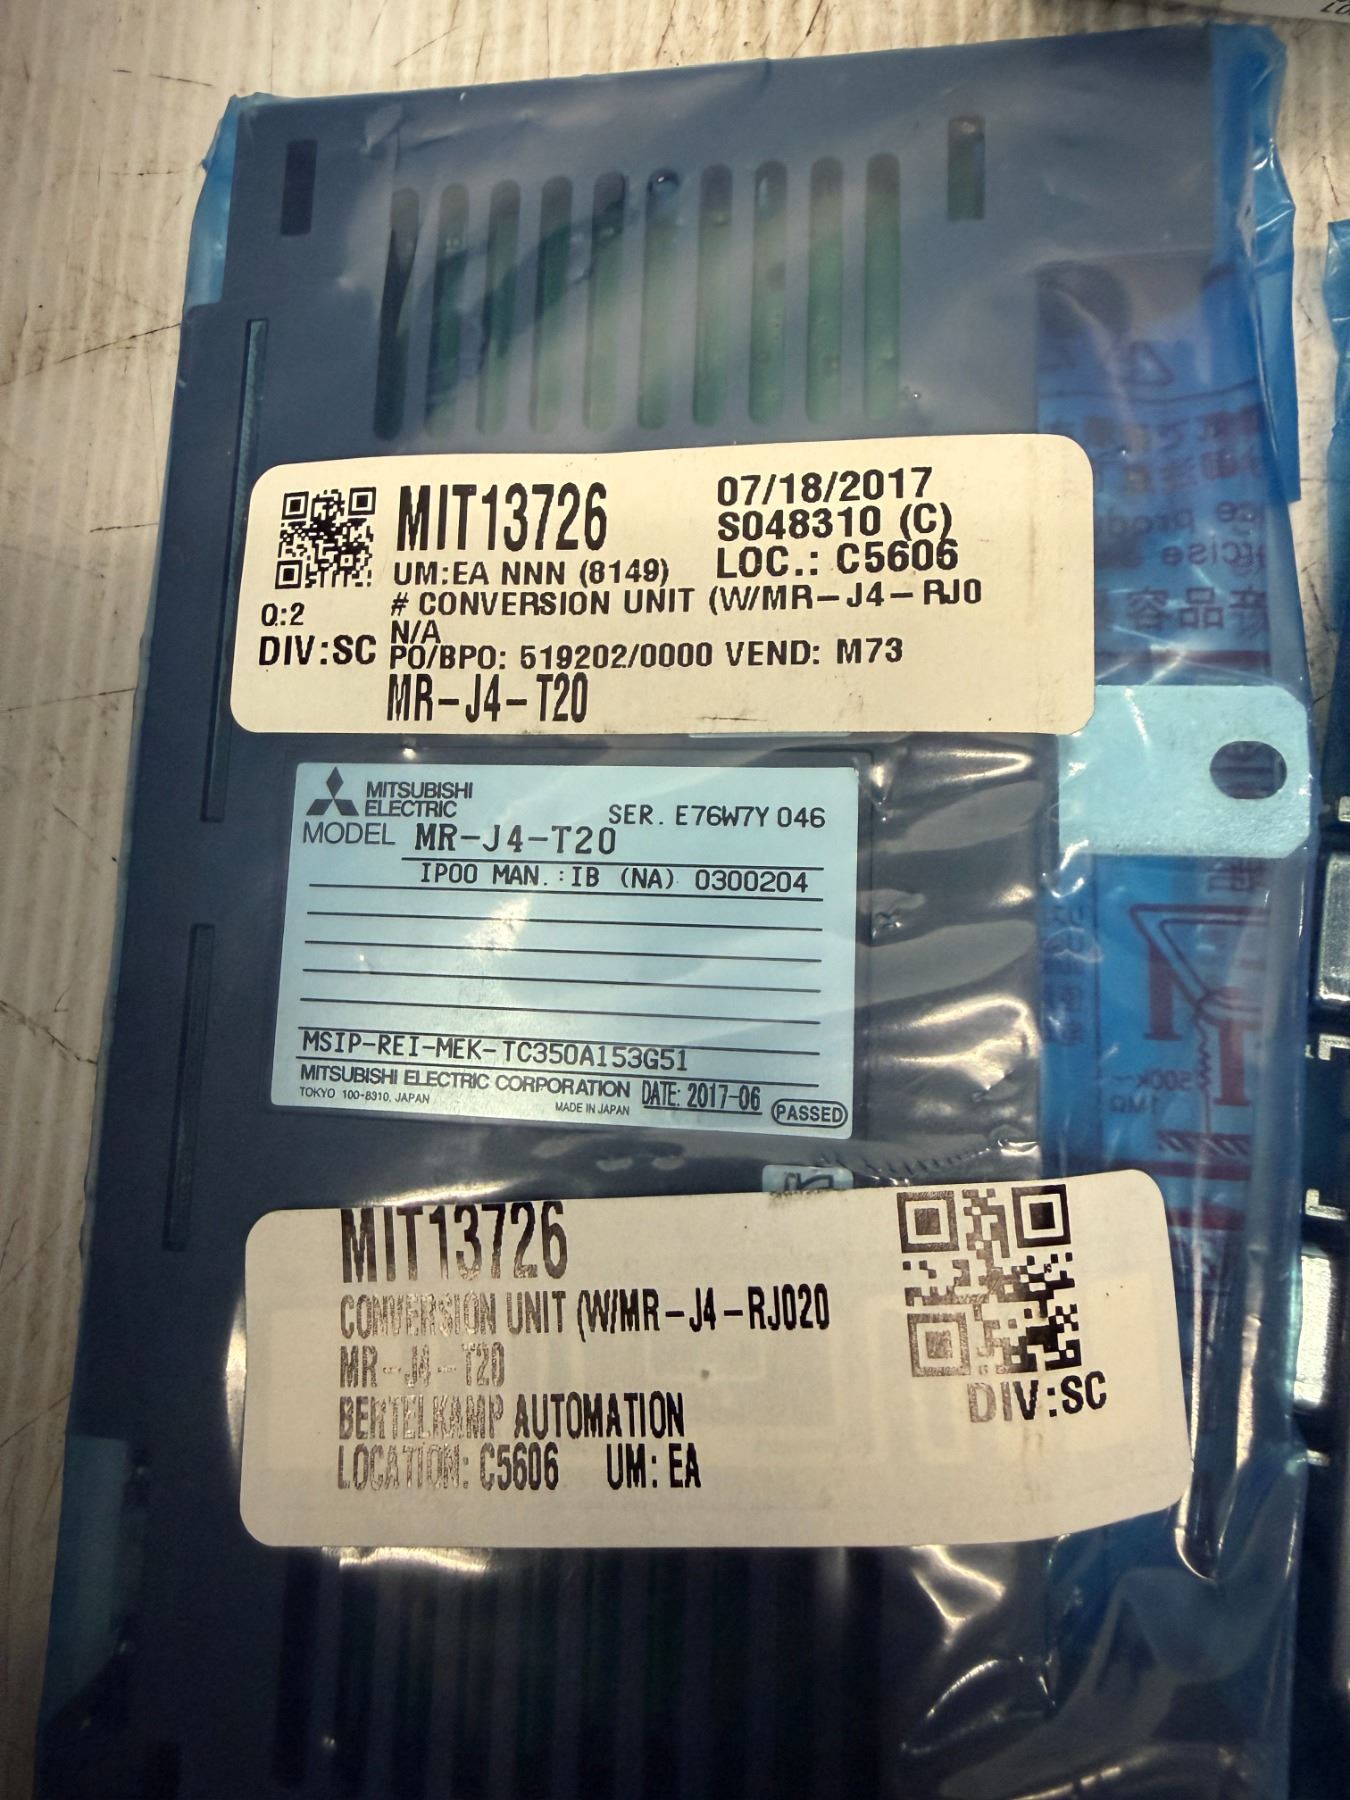 MIT13726
07/18/2017
S048310 (C)
LOC.: C5606
UM:EA NNN (8149)
# CONVERSION UNIT (W/MR-J4-RJ0
Q:2
N/A
DIV:SC
PO/BPO: 519202/0000 VEND: M73
MR-J4-T20
MITSUBISHI
ELECTRIC
SER. E76W7Y 046
MODEL MR-J4-T20
IP00 MAN.:IB (NA) 0300204
MSIP-REI-MEK-TC350A153G51
MITSUBISHI ELECTRIC CORPORATION DATE: 2017-06
TOKYO 100-8310, JAPAN
MADE IN JAPAN
PASSED
MIT13726
CONVERSION UNIT (W/MR-J4-RJ020
MR-J4-T20
DIV:SC
BERTELKAMP AUTOMATION
LOCATION: C5606 UM: EA